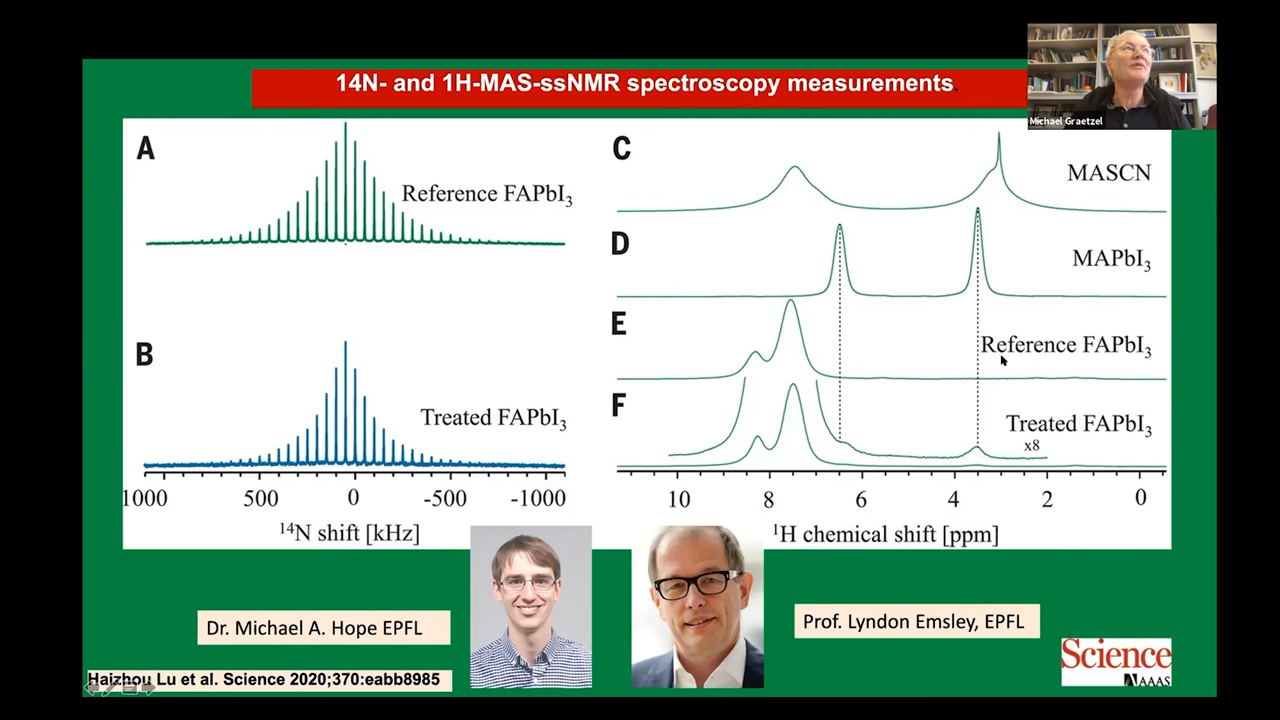 14N- and 1H-MAS-ssNMR spectroscopy measurements.
Michael Graetzel
A
Reference FAPbI₃
B
Treated FAPbI₃
1000 500 0 -500 -1000
¹⁴N shift [kHz]
C
MASCN
D
MAPbI₃
E
Reference FAPbI₃
F
Treated FAPbI₃
x8
10 8 6 4 2 0
¹H chemical shift [ppm]
Dr. Michael A. Hope EPFL
Prof. Lyndon Emsley, EPFL
Haizhou Lu et al. Science 2020;370:eabb8985
Science
AAAS